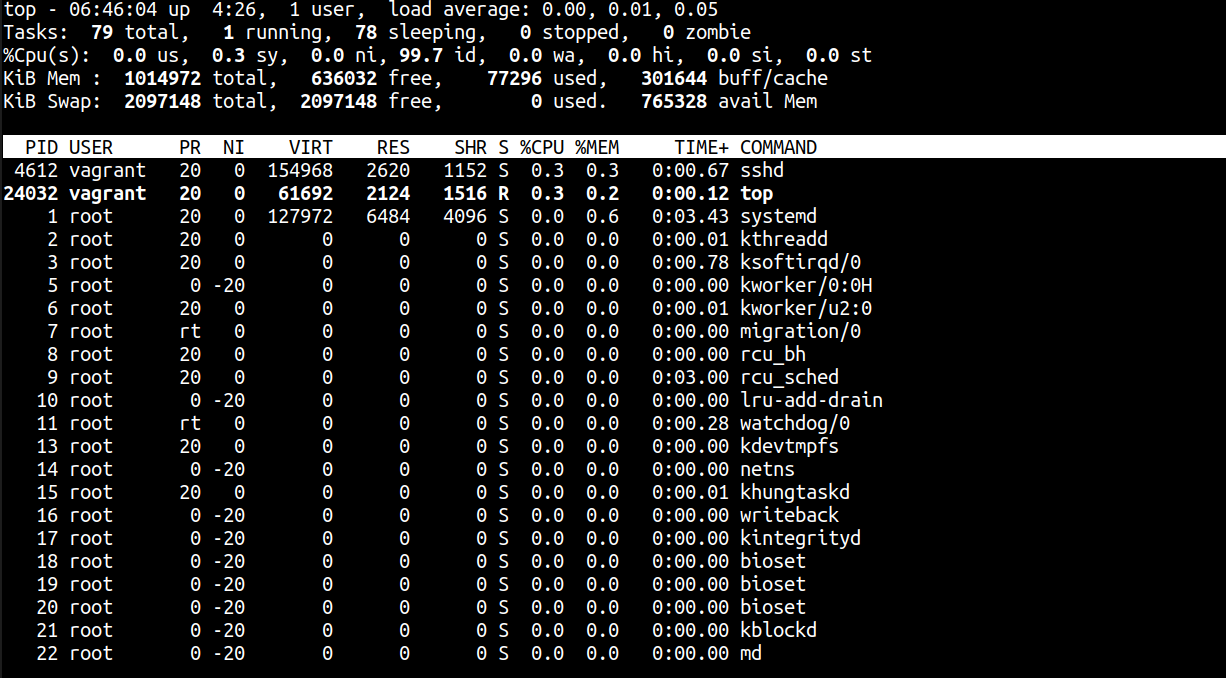 top - 06:46:04 up  4:26,  1 user,  load average: 0.00, 0.01, 0.05
Tasks:  79 total,   1 running,  78 sleeping,   0 stopped,   0 zombie
%Cpu(s):  0.0 us,  0.3 sy,  0.0 ni, 99.7 id,  0.0 wa,  0.0 hi,  0.0 si,  0.0 st
KiB Mem :  1014972 total,   636032 free,    77296 used,   301644 buff/cache
KiB Swap:  2097148 total,  2097148 free,        0 used.   765328 avail Mem
  PID USER      PR  NI    VIRT    RES    SHR S %CPU %MEM     TIME+ COMMAND
 4612 vagrant   20   0  154968   2620   1152 S  0.3  0.3   0:00.67 sshd
24032 vagrant   20   0   61692   2124   1516 R  0.3  0.2   0:00.12 top
    1 root      20   0  127972   6484   4096 S  0.0  0.6   0:03.43 systemd
    2 root      20   0       0      0      0 S  0.0  0.0   0:00.01 kthreadd
    3 root      20   0       0      0      0 S  0.0  0.0   0:00.78 ksoftirqd/0
    5 root       0 -20       0      0      0 S  0.0  0.0   0:00.00 kworker/0:0H
    6 root      20   0       0      0      0 S  0.0  0.0   0:00.01 kworker/u2:0
    7 root      rt   0       0      0      0 S  0.0  0.0   0:00.00 migration/0
    8 root      20   0       0      0      0 S  0.0  0.0   0:00.00 rcu_bh
    9 root      20   0       0      0      0 S  0.0  0.0   0:03.00 rcu_sched
   10 root       0 -20       0      0      0 S  0.0  0.0   0:00.00 lru-add-drain
   11 root      rt   0       0      0      0 S  0.0  0.0   0:00.28 watchdog/0
   13 root      20   0       0      0      0 S  0.0  0.0   0:00.00 kdevtmpfs
   14 root       0 -20       0      0      0 S  0.0  0.0   0:00.00 netns
   15 root      20   0       0      0      0 S  0.0  0.0   0:00.01 khungtaskd
   16 root       0 -20       0      0      0 S  0.0  0.0   0:00.00 writeback
   17 root       0 -20       0      0      0 S  0.0  0.0   0:00.00 kintegrityd
   18 root       0 -20       0      0      0 S  0.0  0.0   0:00.00 bioset
   19 root       0 -20       0      0      0 S  0.0  0.0   0:00.00 bioset
   20 root       0 -20       0      0      0 S  0.0  0.0   0:00.00 bioset
   21 root       0 -20       0      0      0 S  0.0  0.0   0:00.00 kblockd
   22 root       0 -20       0      0      0 S  0.0  0.0   0:00.00 md